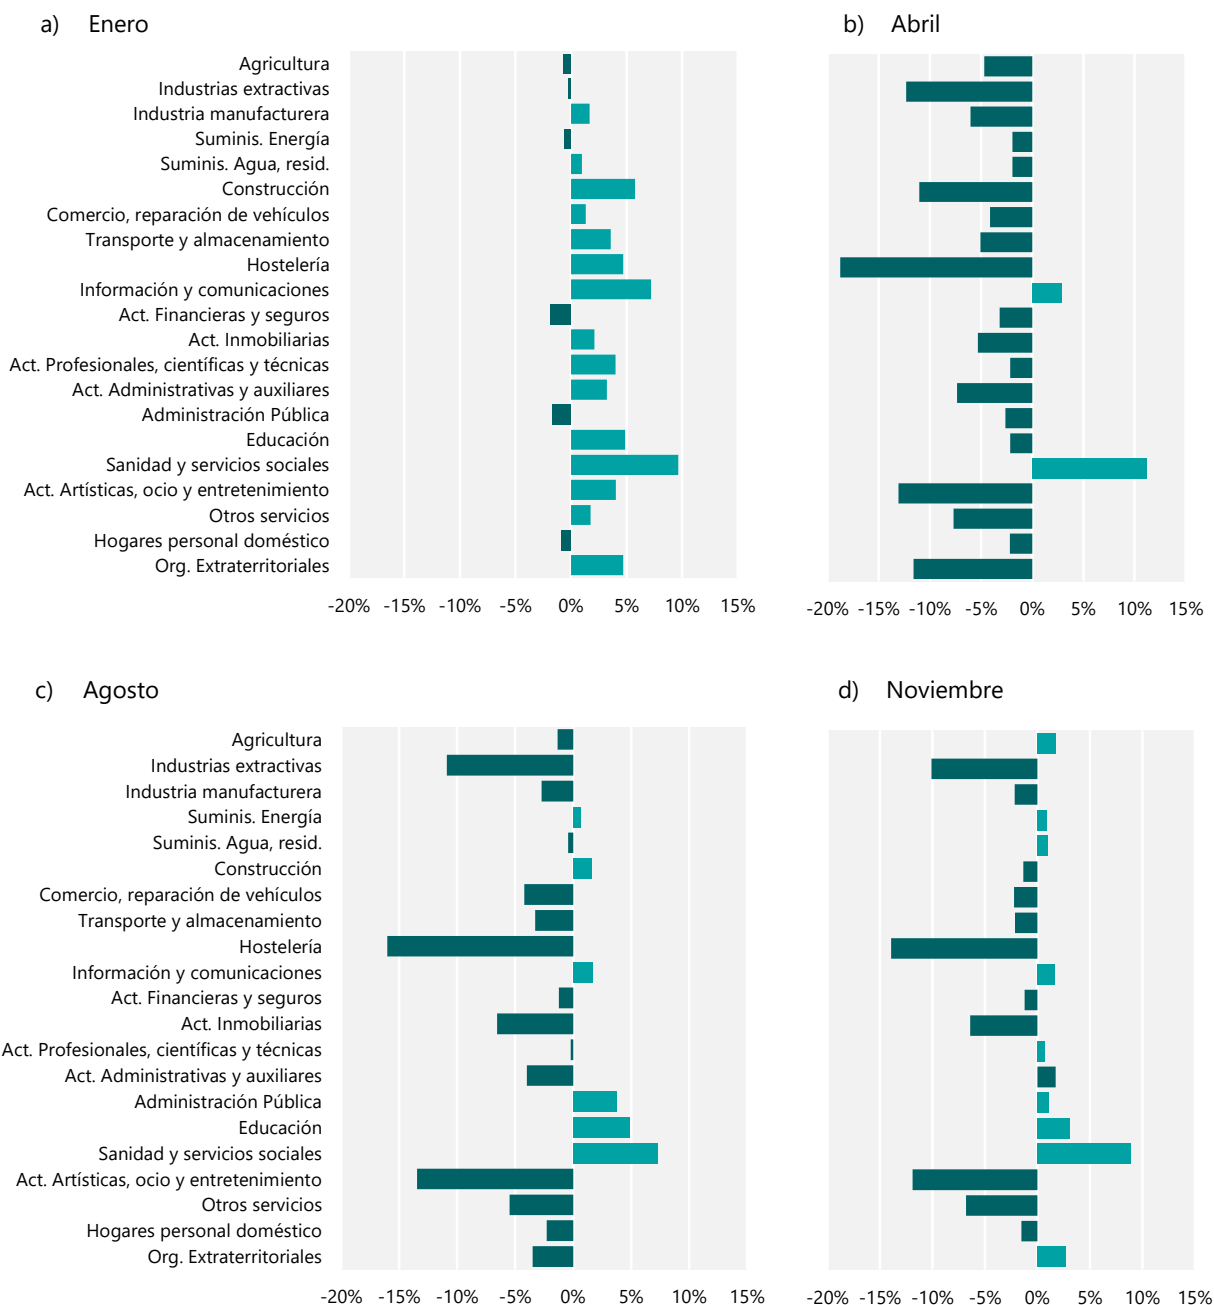 a) Enero
Agricultura
Industrias extractivas
Industria manufacturera
Suminis. Energía
Suminis. Agua, resid.
Construcción
Comercio, reparación de vehículos
Transporte y almacenamiento
Hostelería
Información y comunicaciones
Act. Financieras y seguros
Act. Inmobiliarias
Act. Profesionales, científicas y técnicas
Act. Administrativas y auxiliares
Administración Pública
Educación
Sanidad y servicios sociales
Act. Artísticas, ocio y entretenimiento
Otros servicios
Hogares personal doméstico
Org. Extraterritoriales
-20% -15% -10% -5% 0% 5% 10% 15%
b) Abril
-20% -15% -10% -5% 0% 5% 10% 15%
c) Agosto
Agricultura
Industrias extractivas
Industria manufacturera
Suminis. Energía
Suminis. Agua, resid.
Construcción
Comercio, reparación de vehículos
Transporte y almacenamiento
Hostelería
Información y comunicaciones
Act. Financieras y seguros
Act. Inmobiliarias
Act. Profesionales, científicas y técnicas
Act. Administrativas y auxiliares
Administración Pública
Educación
Sanidad y servicios sociales
Act. Artísticas, ocio y entretenimiento
Otros servicios
Hogares personal doméstico
Org. Extraterritoriales
-20% -15% -10% -5% 0% 5% 10% 15%
d) Noviembre
-20% -15% -10% -5% 0% 5% 10% 15%